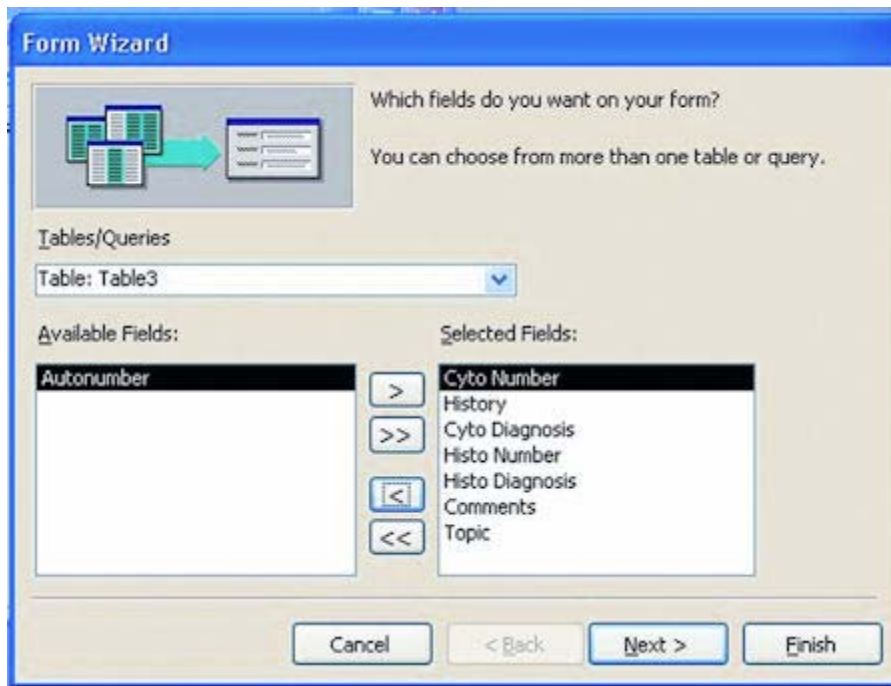 Form Wizard
Which fields do you want on your form?
You can choose from more than one table or query.
Tables/Queries
Table: Table3
Available Fields:
Autonumber
>
>>
<
<<
Selected Fields:
Cyto Number
History
Cyto Diagnosis
Histo Number
Histo Diagnosis
Comments
Topic
Cancel
< Back
Next >
Finish